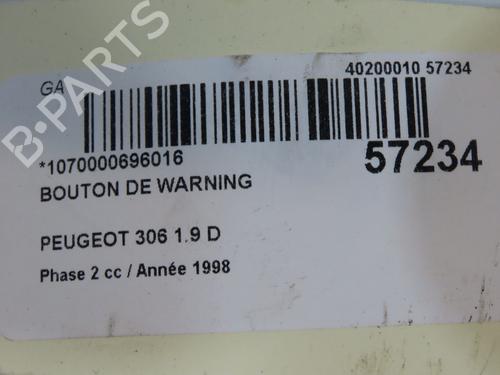 B-PARTS
GA
40200010 57234
*1070000696016
57234
BOUTON DE WARNING
PEUGEOT 306 1.9 D
Phase 2 cc / Année 1998